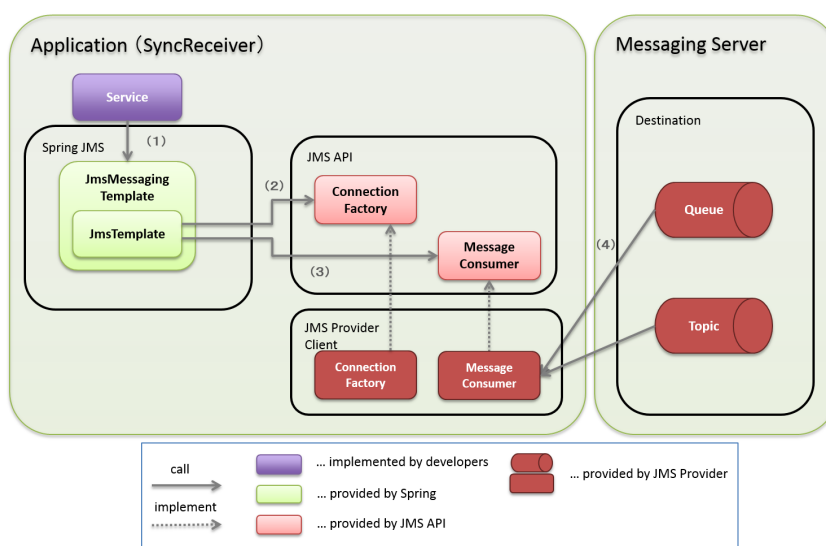 Application （SyncReceiver）
Messaging Server
Service
(1)
Destination
Spring JMS
JMS API
JmsMessaging
Template
(2)
Connection
Factory
Queue
JmsTemplate
Message
Consumer
(4)
(3)
JMS Provider
Client
Topic
Connection
Factory
Message
Consumer
call
... implemented by developers
... provided by JMS Provider
... provided by Spring
implement
... provided by JMS API